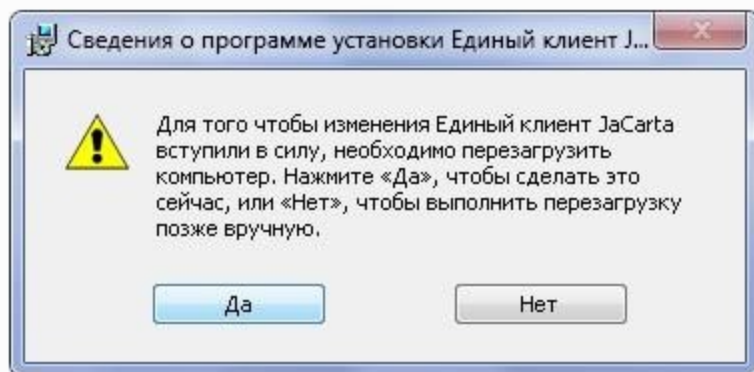 Сведения о программе установки Единый клиент J...
Для того чтобы изменения Единый клиент JaCarta
вступили в силу, необходимо перезагрузить
компьютер. Нажмите «Да», чтобы сделать это
сейчас, или «Нет», чтобы выполнить перезагрузку
позже вручную.
Да
Нет